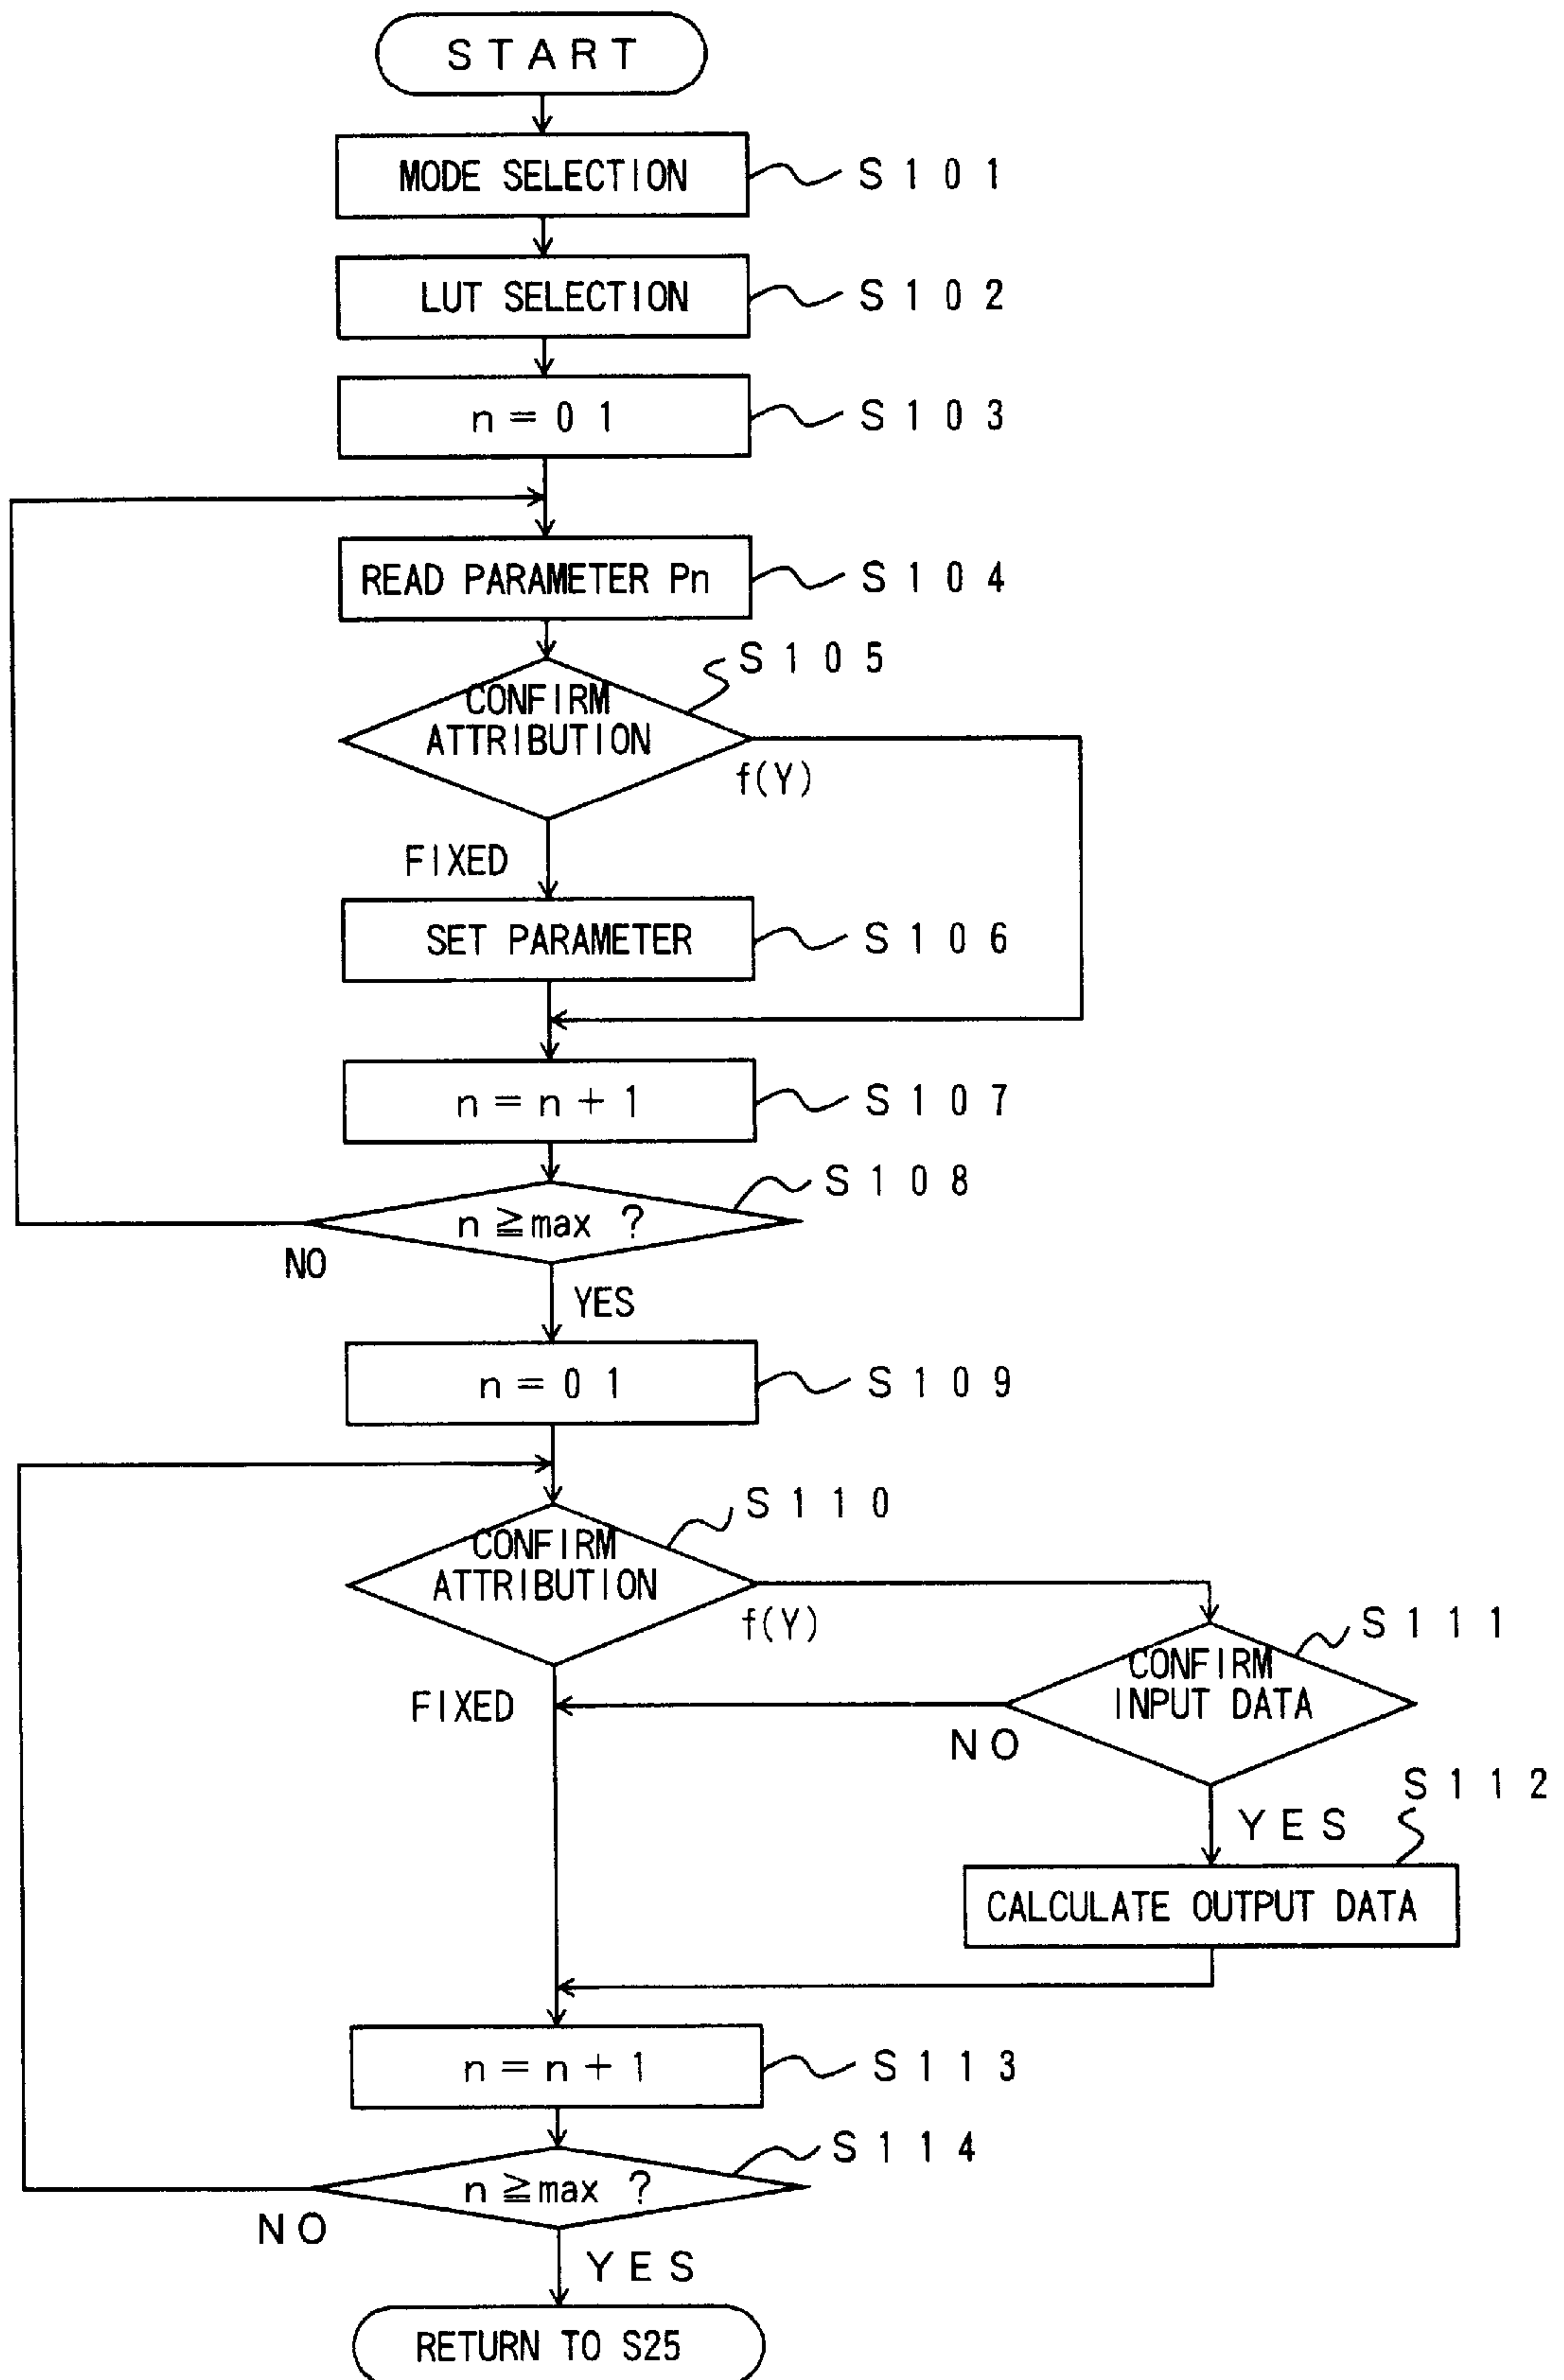 START
MODE SELECTION
S101
LUT SELECTION
S102
n=01
S103
READ PARAMETER Pn
S104
S105
CONFIRM
ATTRIBUTION
f(Y)
FIXED
SET PARAMETER
S106
n=n+1
S107
S108
n≧max ?
NO
YES
n=01
S109
S110
CONFIRM
ATTRIBUTION
f(Y)
S111
CONFIRM
INPUT DATA
FIXED
NO
S112
YES
CALCULATE OUTPUT DATA
n=n+1
S113
S114
n≧max ?
NO
YES
RETURN TO S25